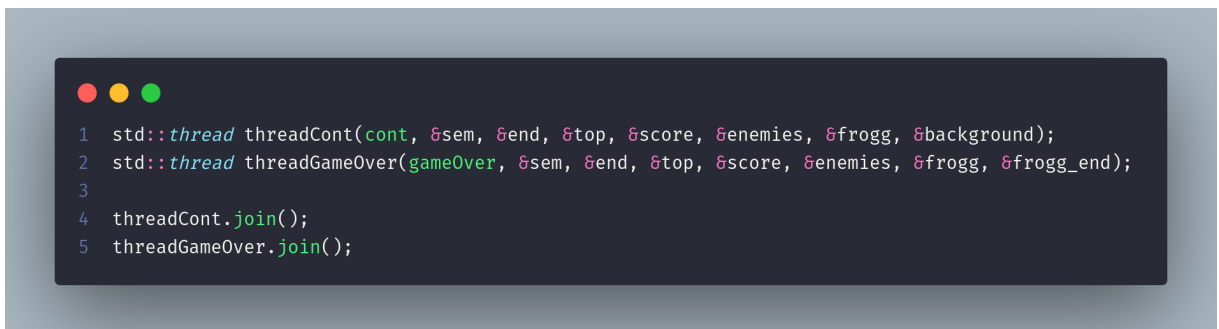 1 std::thread threadCont(cont, &sem, &end, &top, &score, &enemies, &frogg, &background);
2 std::thread threadGameOver(gameOver, &sem, &end, &top, &score, &enemies, &frogg, &frogg_end);
3
4 threadCont.join();
5 threadGameOver.join();